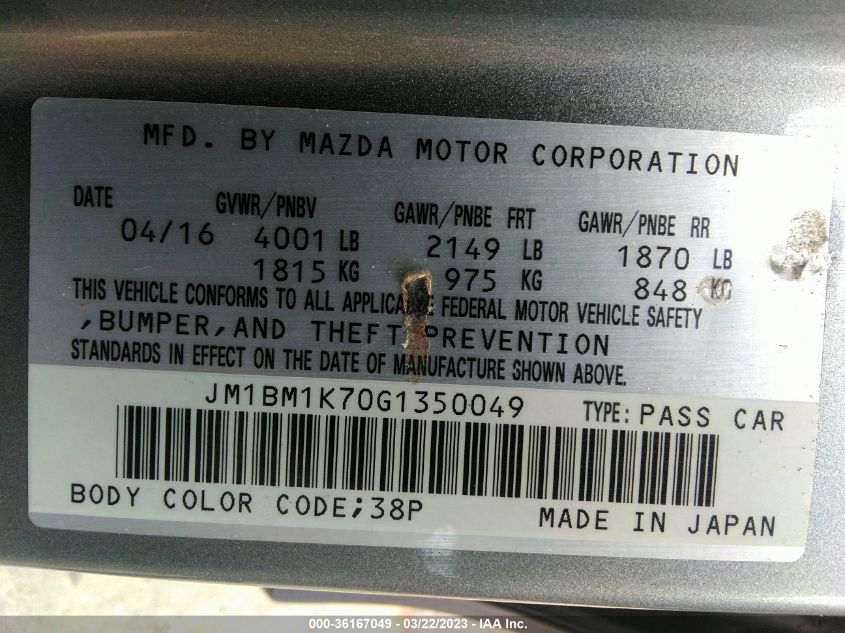 MFD. BY MAZDA MOTOR CORPORATION
DATE GVWR/PNBV GAWR/PNBE FRT GAWR/PNBE RR
04/16 4001 LB 2149 LB 1870 LB
1815 KG 975 KG 848 KG
THIS VEHICLE CONFORMS TO ALL APPLICABLE FEDERAL MOTOR VEHICLE SAFETY
,BUMPER,AND THEFT PREVENTION
STANDARDS IN EFFECT ON THE DATE OF MANUFACTURE SHOWN ABOVE.
JM1BM1K70G1350049 TYPE: PASS CAR
BODY COLOR CODE;38P MADE IN JAPAN
000-36167049 - 03/22/2023 - IAA Inc.